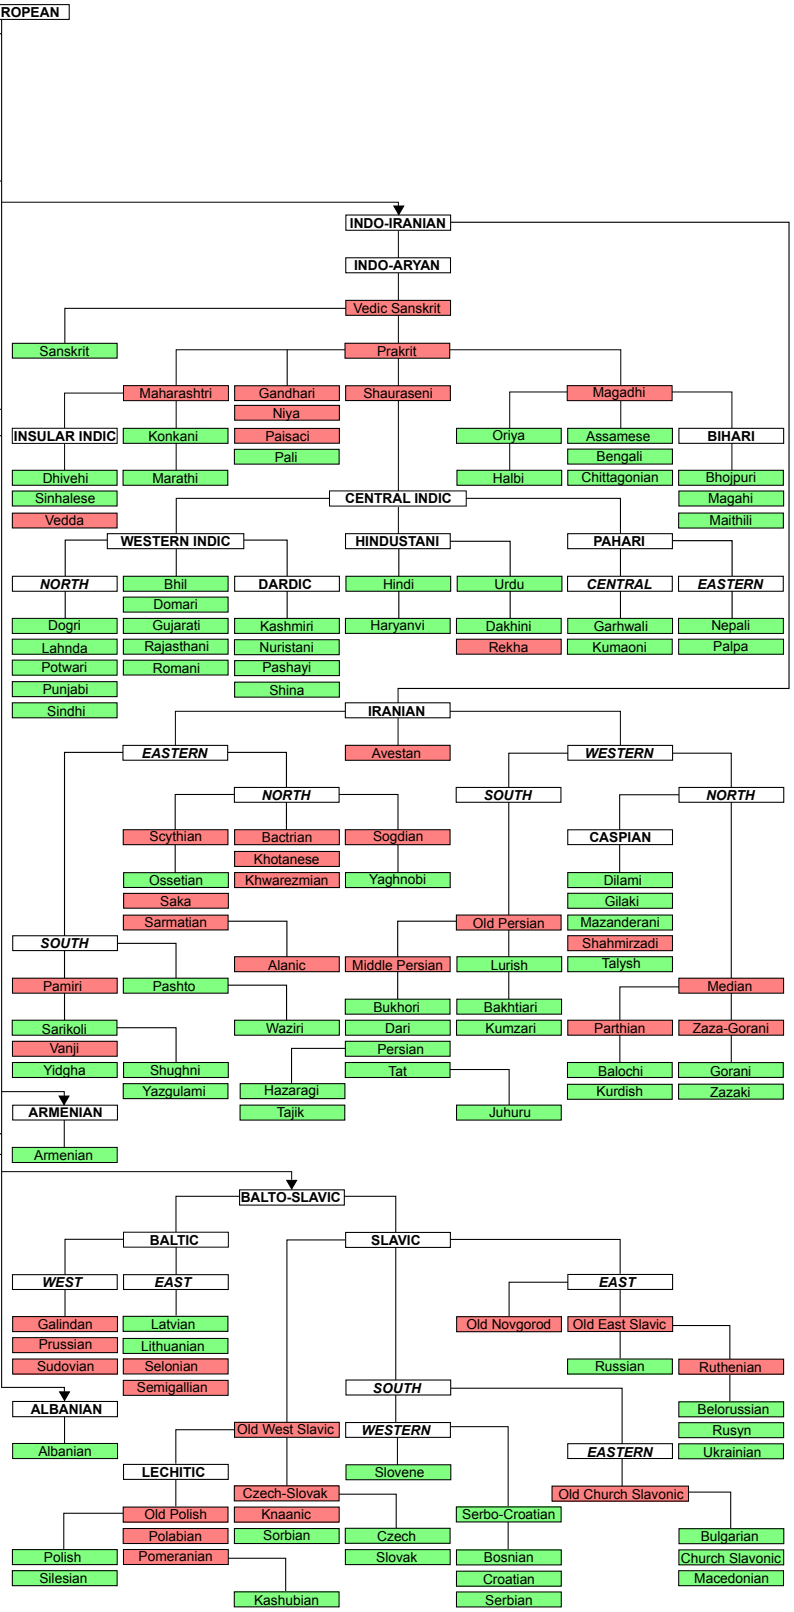 ROPEAN
INDO-IRANIAN
INDO-ARYAN
Vedic Sanskrit
Sanskrit
Prakrit
Maharashtri
Gandhari
Shauraseni
Magadhi
Niya
INSULAR INDIC
Konkani
Paisaci
Oriya
Assamese
BIHARI
Pali
Bengali
Dhivehi
Marathi
Halbi
Chittagonian
Bhojpuri
Sinhalese
CENTRAL INDIC
Magahi
Vedda
Maithili
WESTERN INDIC
HINDUSTANI
PAHARI
NORTH
Bhil
DARDIC
Hindi
Urdu
CENTRAL
EASTERN
Domari
Dogri
Gujarati
Kashmiri
Haryanvi
Dakhini
Garhwali
Nepali
Lahnda
Rajasthani
Nuristani
Rekha
Kumaoni
Palpa
Potwari
Romani
Pashayi
Punjabi
Shina
Sindhi
IRANIAN
EASTERN
Avestan
WESTERN
NORTH
SOUTH
NORTH
Scythian
Bactrian
Sogdian
CASPIAN
Khotanese
Ossetian
Khwarezmian
Yaghnobi
Dilami
Saka
Gilaki
Sarmatian
Old Persian
Mazanderani
SOUTH
Shahmirzadi
Alanic
Middle Persian
Lurish
Talysh
Pamiri
Pashto
Median
Bukhori
Bakhtiari
Sarikoli
Waziri
Dari
Kumzari
Parthian
Zaza-Gorani
Vanji
Persian
Yidgha
Shughni
Tat
Balochi
Gorani
Yazgulami
Hazaragi
Kurdish
Zazaki
ARMENIAN
Tajik
Juhuru
Armenian
BALTO-SLAVIC
BALTIC
SLAVIC
WEST
EAST
EAST
Galindan
Latvian
Old Novgorod
Old East Slavic
Prussian
Lithuanian
Sudovian
Selonian
Russian
Ruthenian
Semigallian
SOUTH
ALBANIAN
Belorussian
Old West Slavic
WESTERN
Rusyn
Albanian
EASTERN
Ukrainian
LECHITIC
Slovene
Czech-Slovak
Old Church Slavonic
Old Polish
Knaanic
Serbo-Croatian
Polabian
Sorbian
Czech
Bulgarian
Polish
Pomeranian
Slovak
Bosnian
Church Slavonic
Silesian
Croatian
Macedonian
Kashubian
Serbian